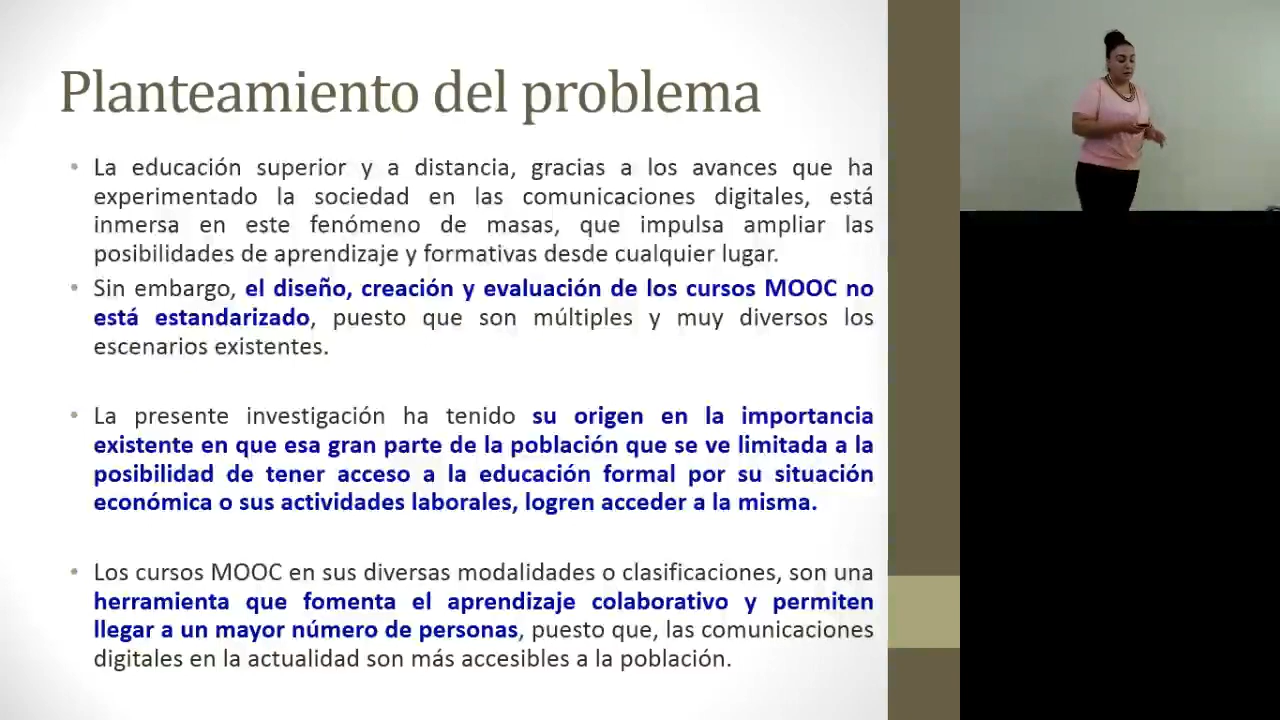 Planteamiento del problema
• La educación superior y a distancia, gracias a los avances que ha
experimentado la sociedad en las comunicaciones digitales, está
inmersa en este fenómeno de masas, que impulsa ampliar las
posibilidades de aprendizaje y formativas desde cualquier lugar.
• Sin embargo, el diseño, creación y evaluación de los cursos MOOC no
está estandarizado, puesto que son múltiples y muy diversos los
escenarios existentes.
• La presente investigación ha tenido su origen en la importancia
existente en que esa gran parte de la población que se ve limitada a la
posibilidad de tener acceso a la educación formal por su situación
económica o sus actividades laborales, logren acceder a la misma.
• Los cursos MOOC en sus diversas modalidades o clasificaciones, son una
herramienta que fomenta el aprendizaje colaborativo y permiten
llegar a un mayor número de personas, puesto que, las comunicaciones
digitales en la actualidad son más accesibles a la población.